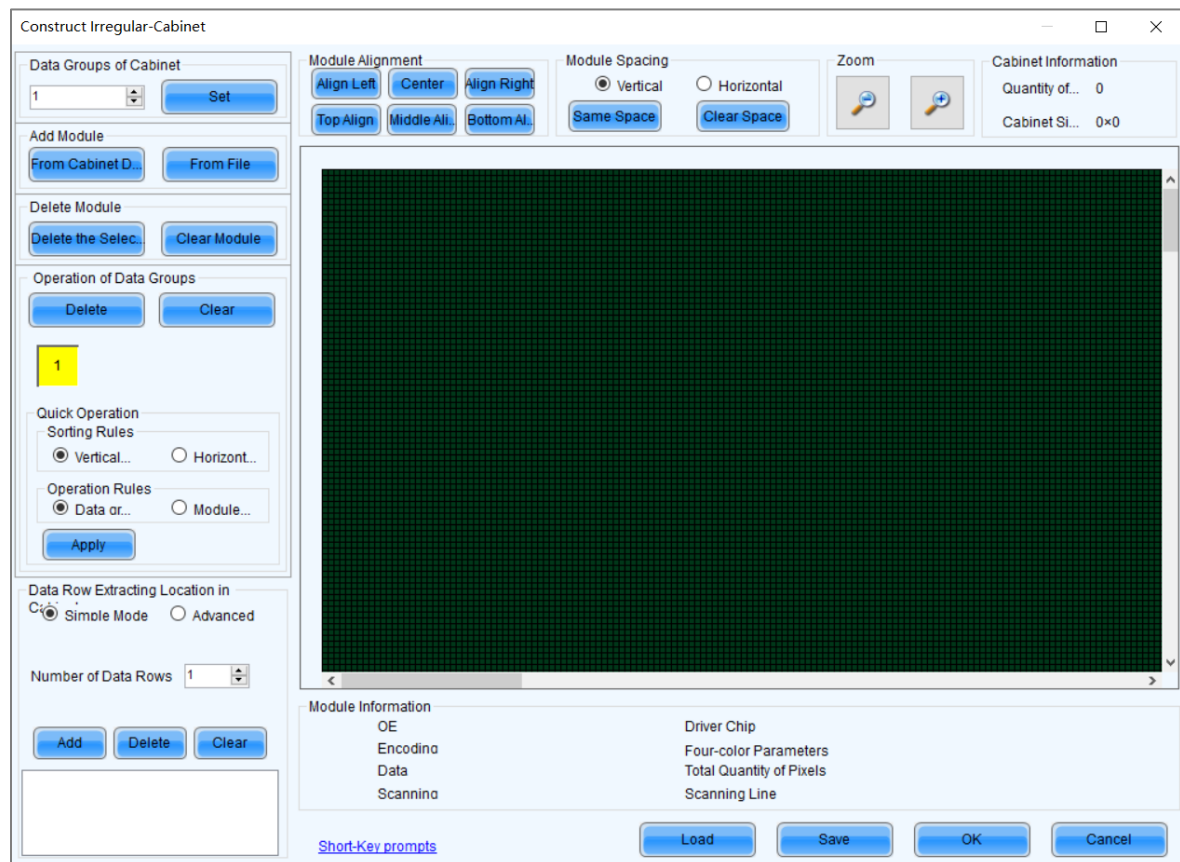 Construct Irregular-Cabinet
Data Groups of Cabinet
1
Set
Add Module
From Cabinet D...
From File
Delete Module
Delete the Selec...
Clear Module
Operation of Data Groups
Delete
Clear
1
Quick Operation
Sorting Rules
Vertical...
Horizont...
Operation Rules
Data gr...
Module...
Apply
Data Row Extracting Location in
Simple Mode
Advanced
Number of Data Rows
1
Add
Delete
Clear
Module Alignment
Align Left
Center
Align Right
Top Align
Middle Ali..
Bottom Al..
Module Spacing
Vertical
Horizontal
Same Space
Clear Space
Zoom
Cabinet Information
Quantity of... 0
Cabinet Si... 0×0
Module Information
OE
Driver Chip
Encoding
Four-color Parameters
Data
Total Quantity of Pixels
Scanning
Scanning Line
Short-Key prompts
Load
Save
OK
Cancel